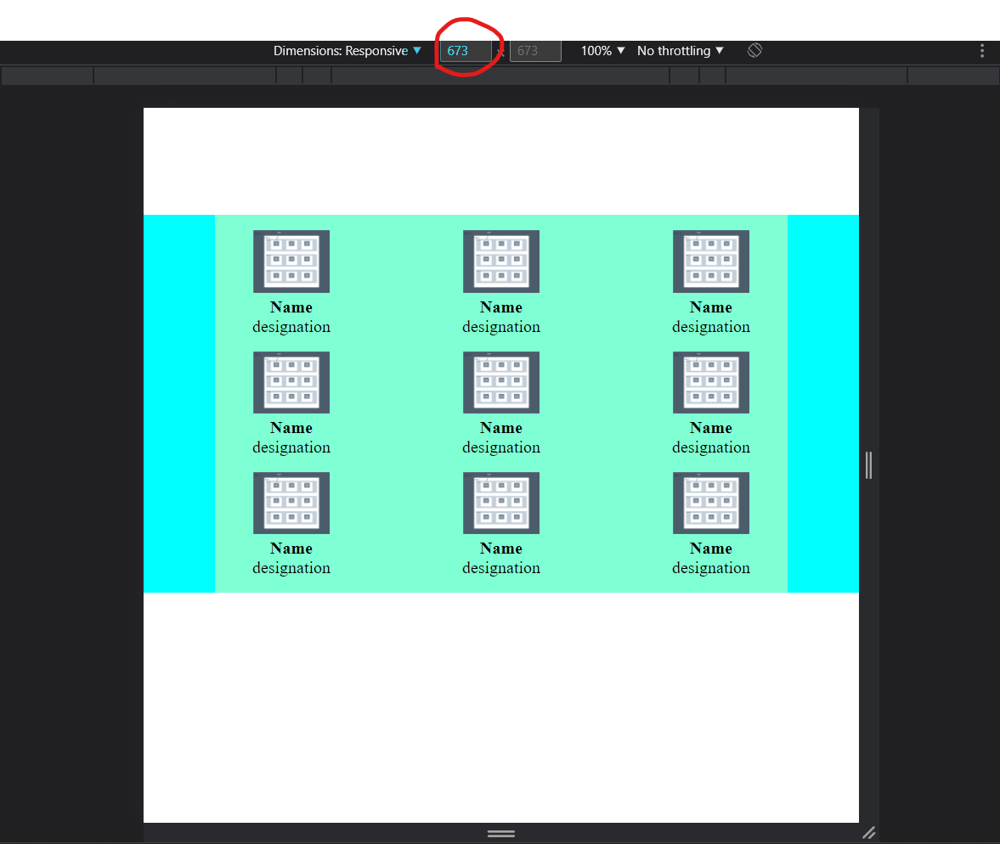 Dimensions: Responsive ▼ 673 × 673 100% ▼ No throttling ▼
Name Name Name
designation designation designation
Name Name Name
designation designation designation
Name Name Name
designation designation designation